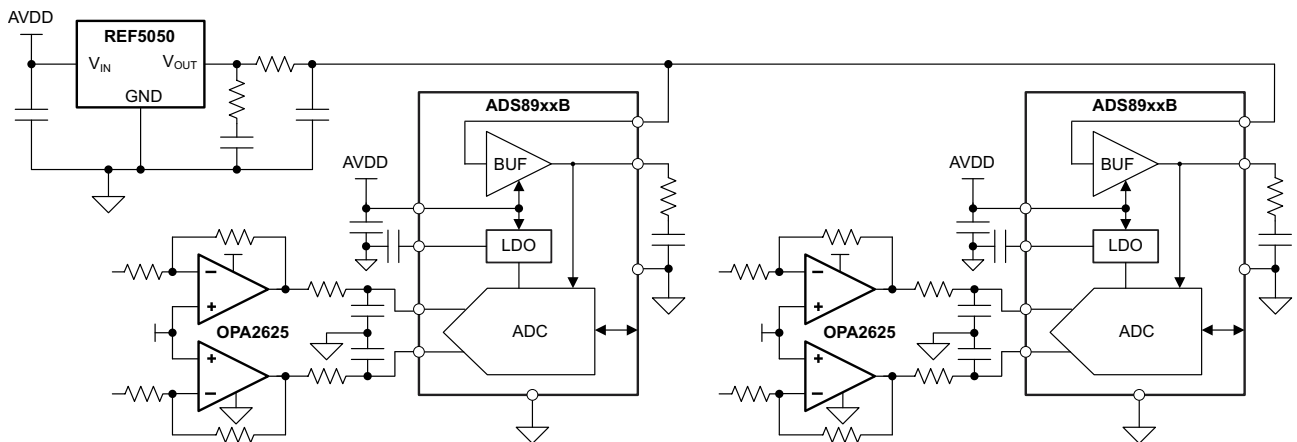 AVDD
REF5050
VIN
VOUT
GND
ADS89xxB
BUF
AVDD
LDO
ADC
OPA2625
ADS89xxB
BUF
AVDD
LDO
ADC
OPA2625